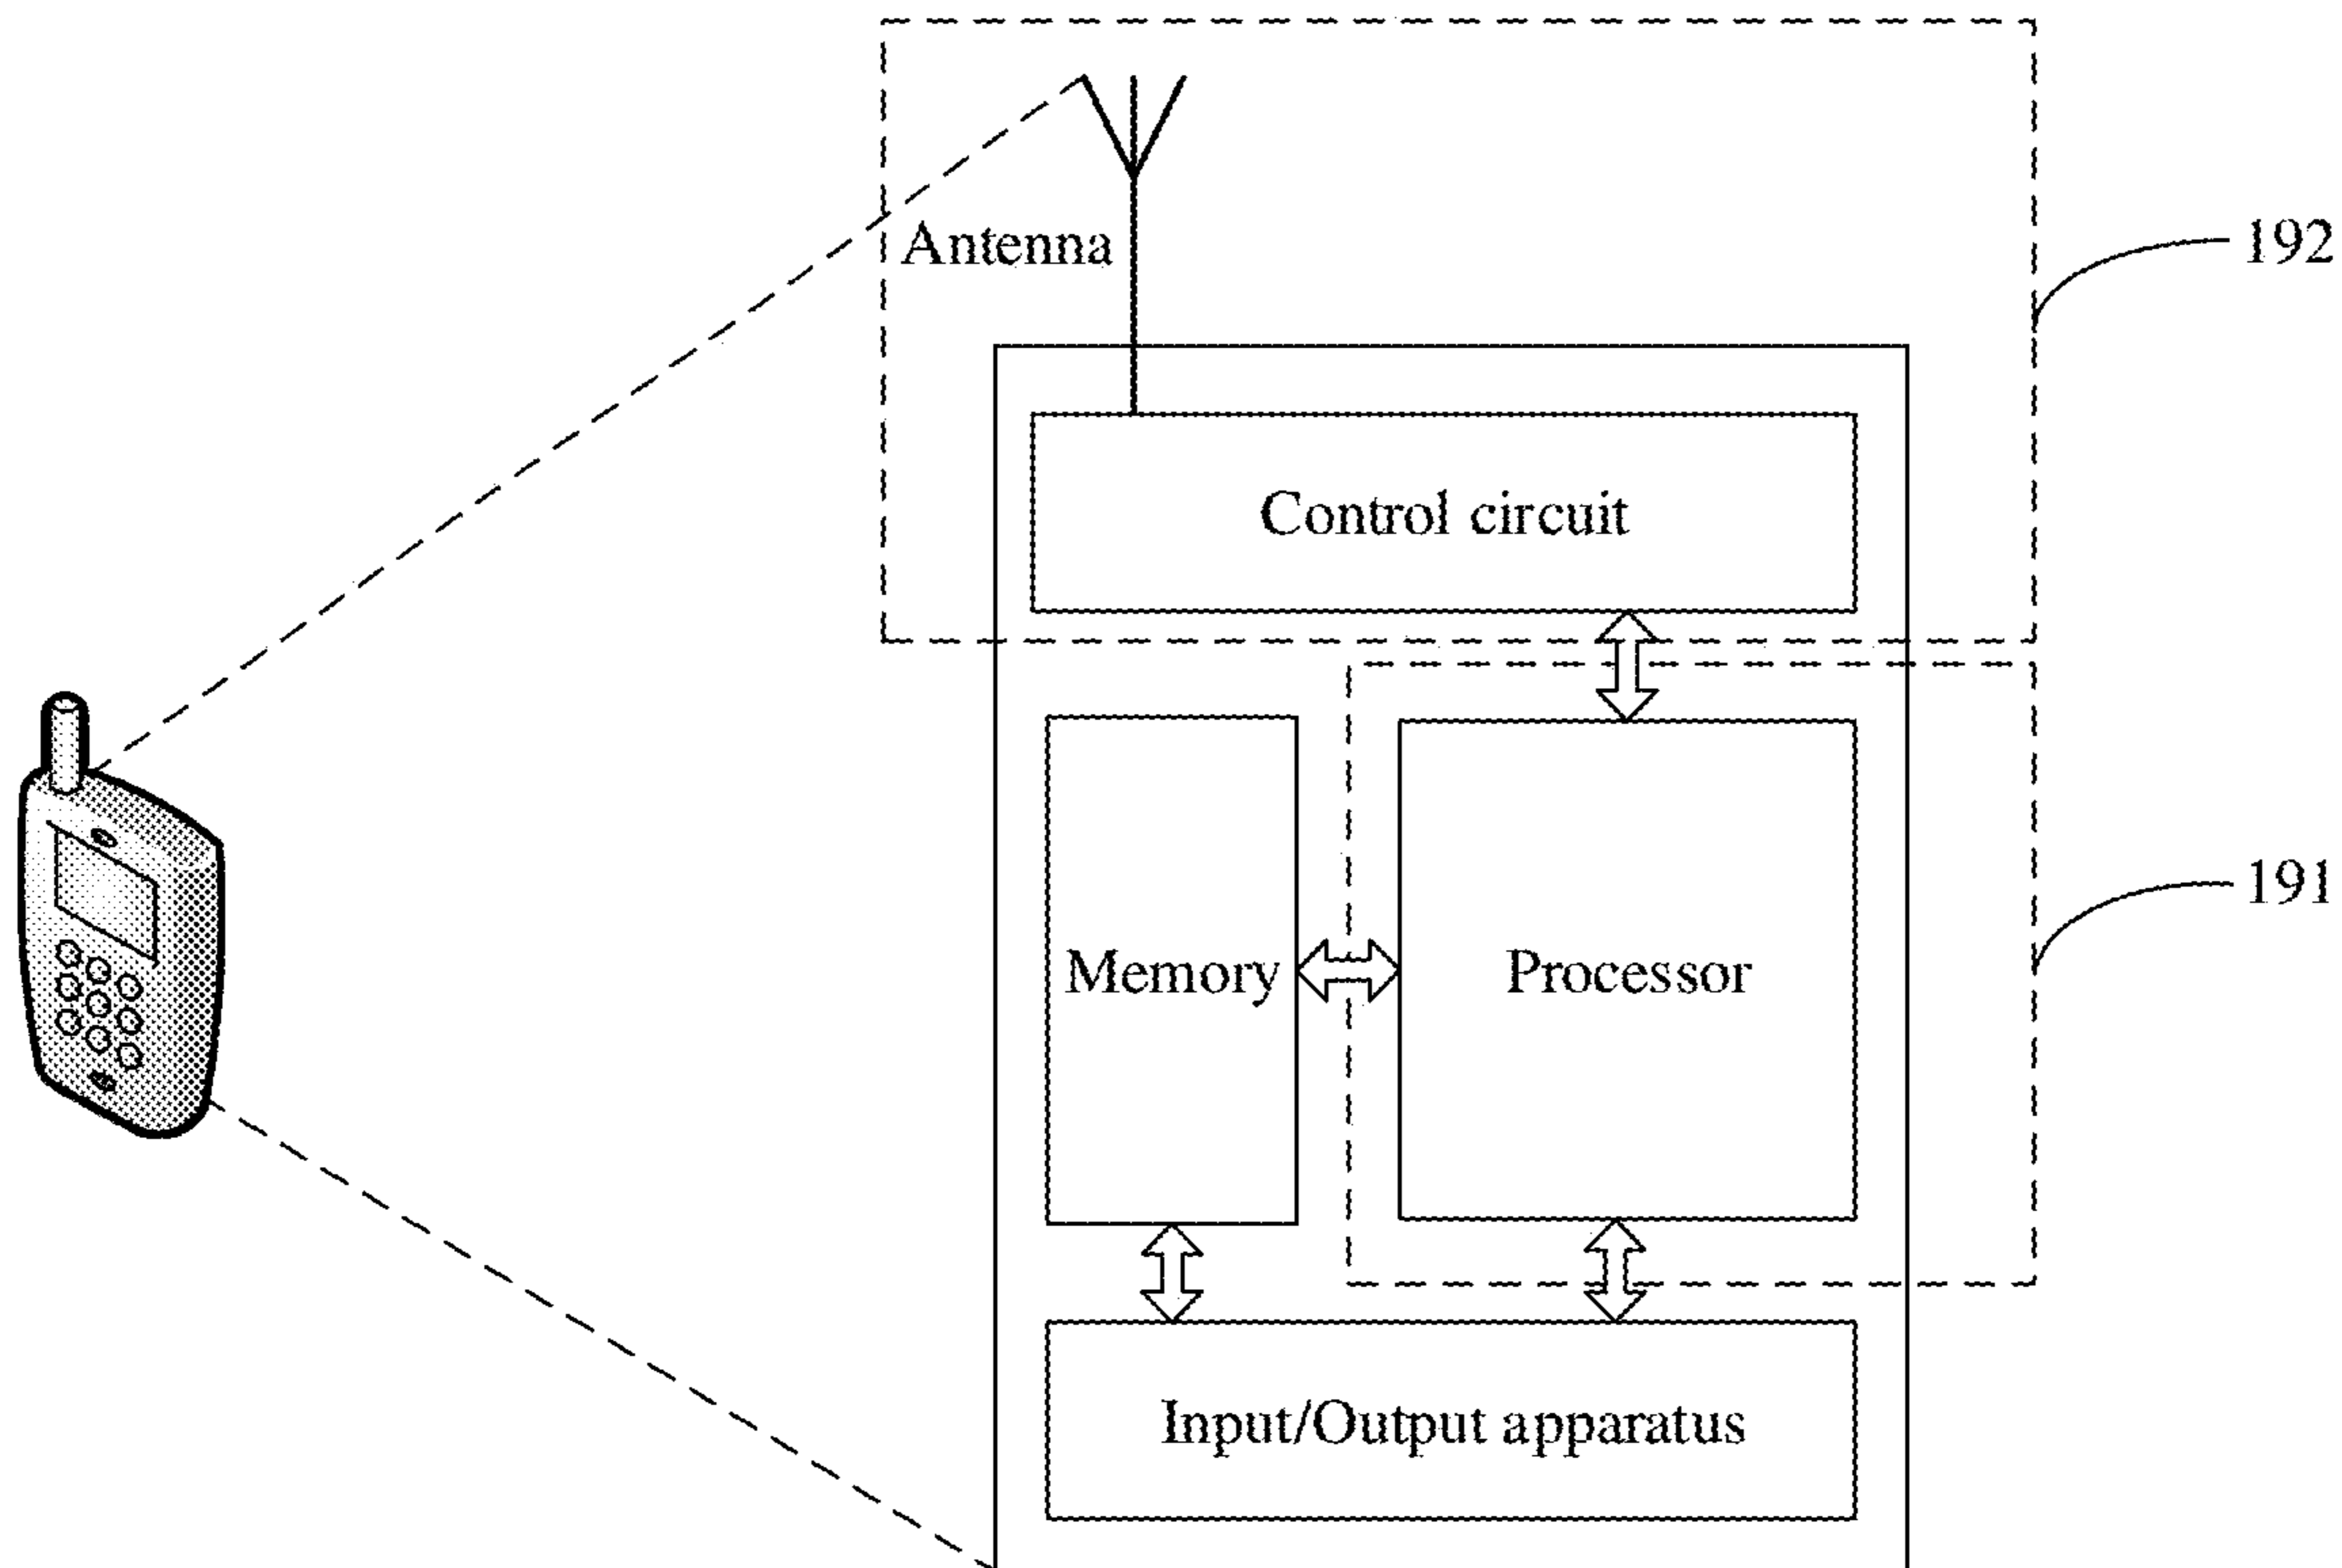 Antenna
192
Control circuit
191
Memory
Processor
Input/Output apparatus